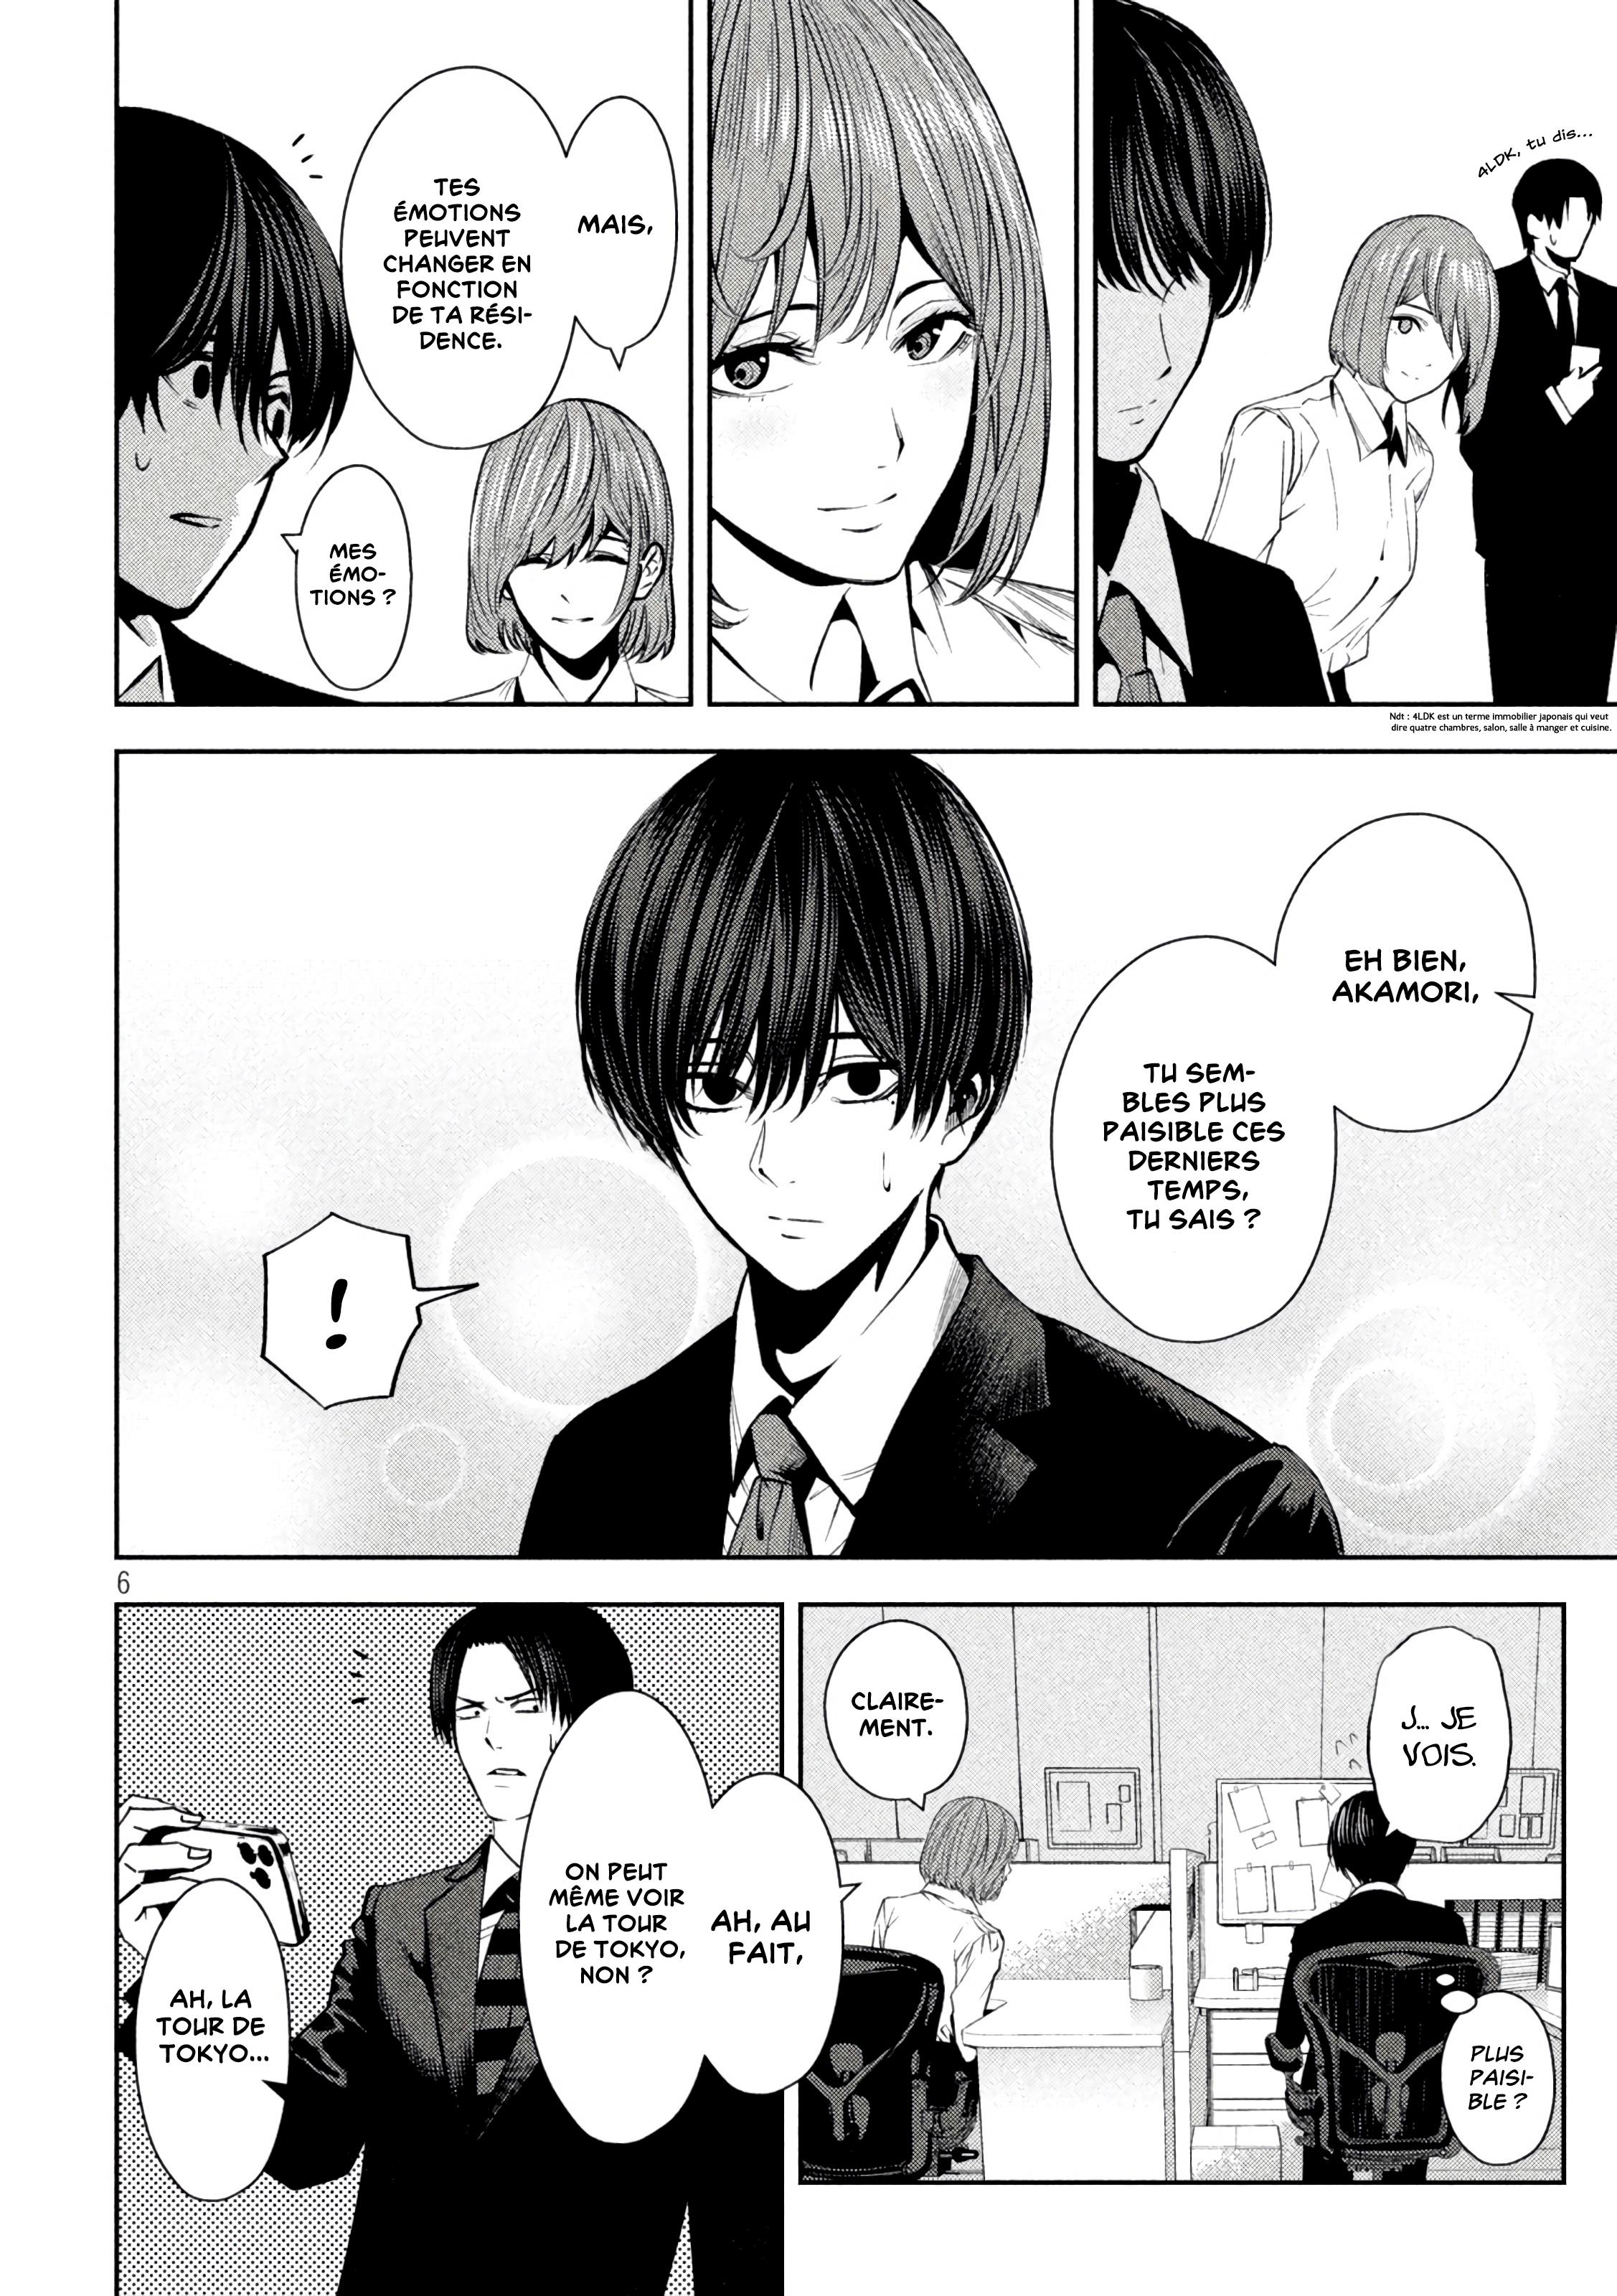 4LDK, tu dis...
Ndt : 4LDK est un terme immobilier japonais qui veut
dire quatre chambres, salon, salle à manger et cuisine.
MAIS,
TES
ÉMOTIONS
PEUVENT
CHANGER EN
FONCTION
DE TA RÉSI-
DENCE.
MES
ÉMO-
TIONS ?
EH BIEN,
AKAMORI,
TU SEM-
BLES PLUS
PAISIBLE CES
DERNIERS
TEMPS,
TU SAIS ?
!
6
J... JE
VOIS.
CLAIRE-
MENT.
PLUS
PAISI-
BLE ?
AH, AU
FAIT,
ON PEUT
MÊME VOIR
LA TOUR
DE TOKYO,
NON ?
AH, LA
TOUR DE
TOKYO...